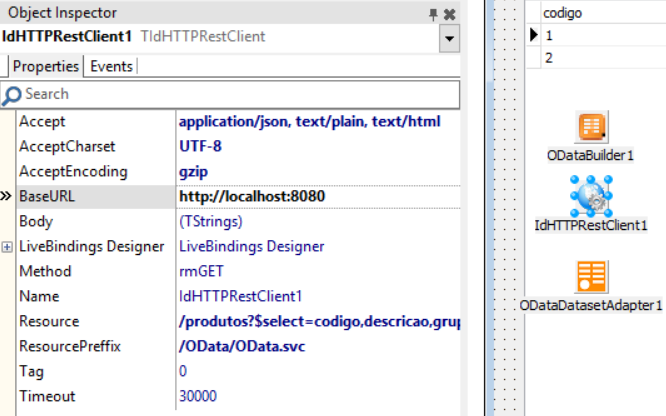 Object Inspector
IdHTTPRestClient1 TIdHTTPRestClient
Properties Events
Search
Accept application/json, text/plain, text/html
AcceptCharset UTF-8
AcceptEncoding gzip
BaseURL http://localhost:8080
Body (TStrings)
LiveBindings Designer LiveBindings Designer
Method rmGET
Name IdHTTPRestClient1
Resource /produtos?$select=codigo,descricao,grup
ResourcePreffix /OData/OData.svc
Tag 0
Timeout 30000
codigo
1
2
ODataBuilder1
IdHTTPRestClient1
ODataDatasetAdapter1